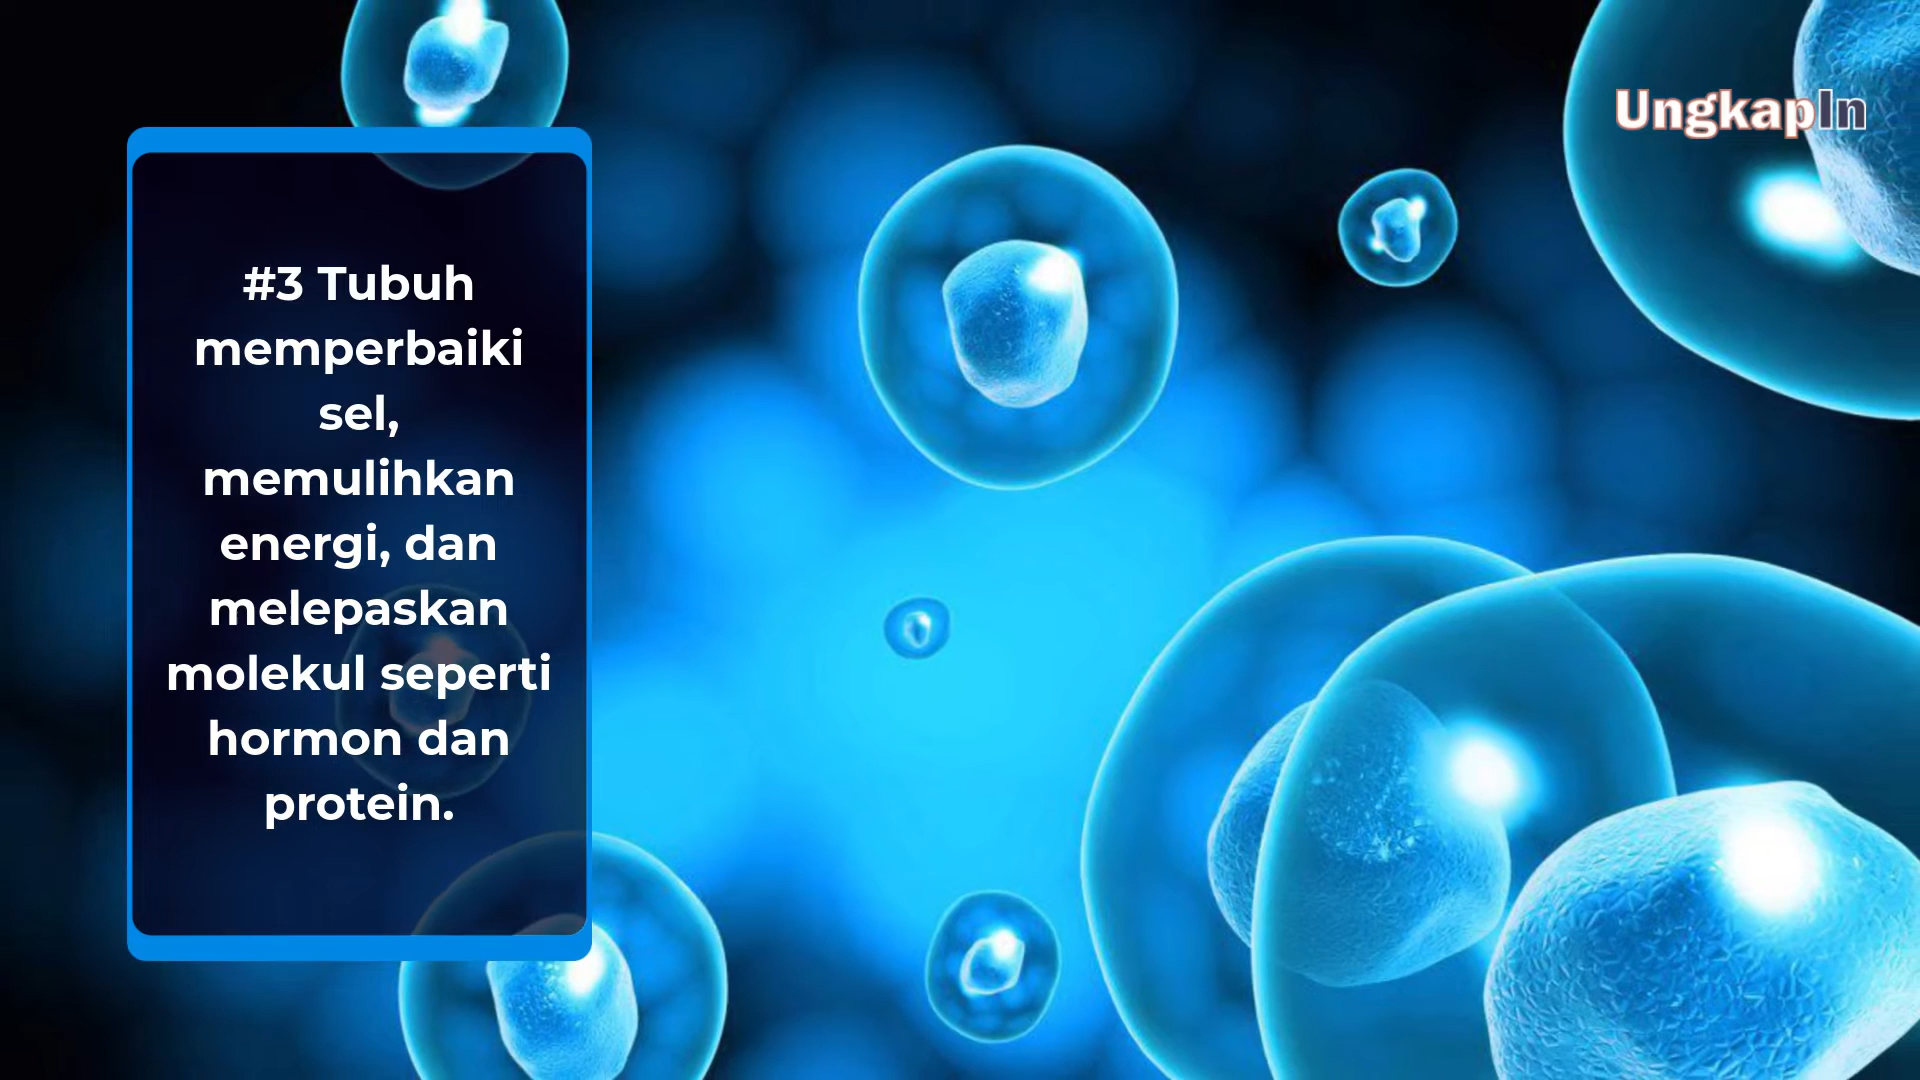 UngkapIn
#3 Tubuh
memperbaiki
sel,
memulihkan
energi, dan
melepaskan
molekul seperti
hormon dan
protein.